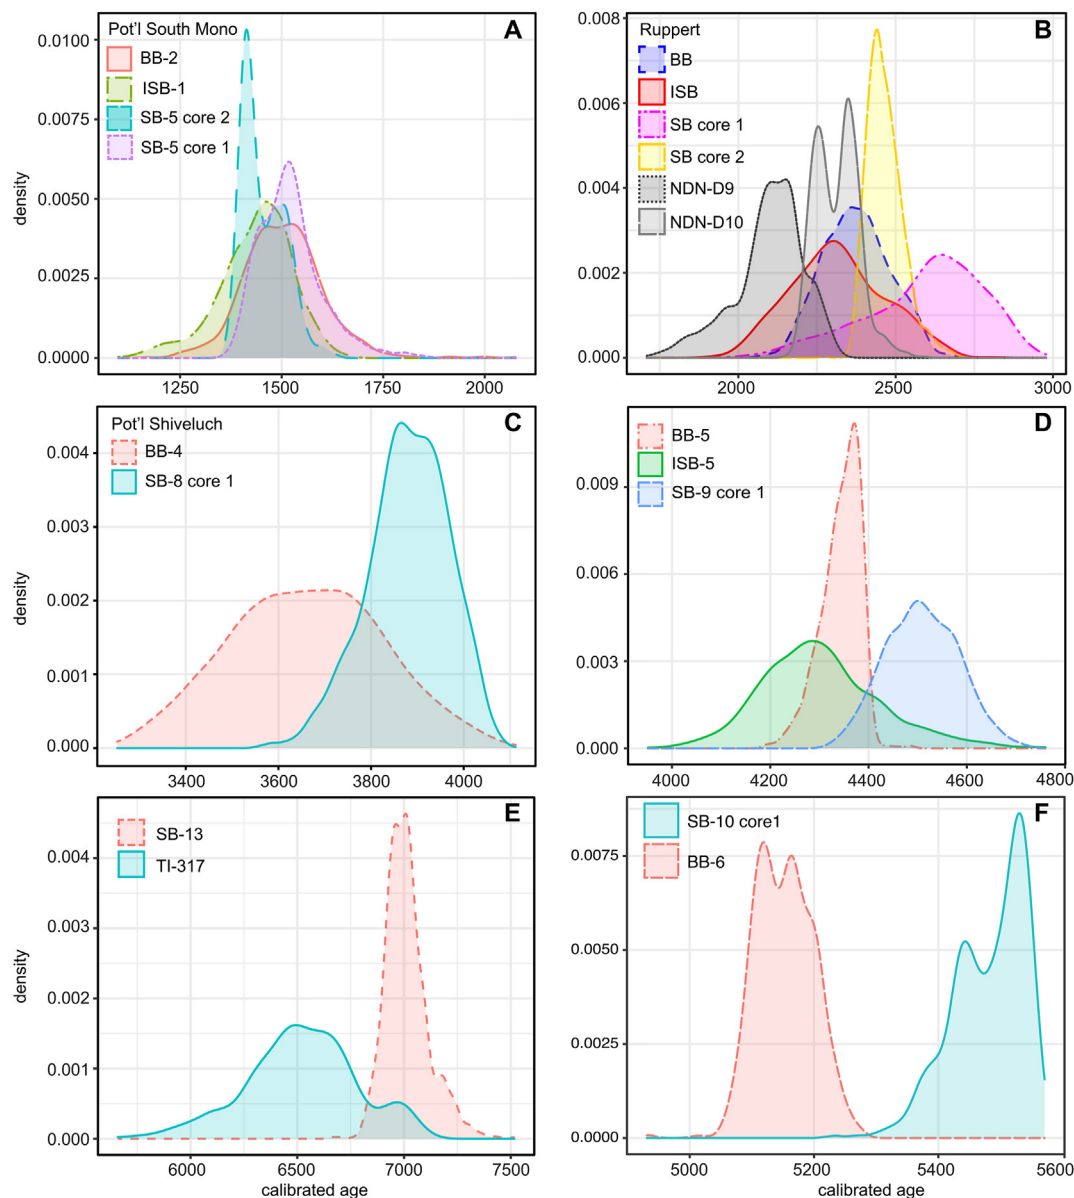 Pot'l South Mono
A
BB-2
ISB-1
SB-5 core 2
SB-5 core 1
0.0100
0.0075
0.0050
0.0025
0.0000
density
1250
1500
1750
2000
Ruppert
B
BB
ISB
SB core 1
SB core 2
NDN-D9
NDN-D10
0.008
0.006
0.004
0.002
0.000
2000
2500
3000
Pot'l Shiveluch
C
BB-4
SB-8 core 1
0.004
0.003
0.002
0.001
0.000
density
3400
3600
3800
4000
D
BB-5
ISB-5
SB-9 core 1
0.009
0.006
0.003
0.000
4000
4200
4400
4600
4800
E
SB-13
TI-317
0.004
0.003
0.002
0.001
0.000
density
6000
6500
7000
7500
calibrated age
F
SB-10 core1
BB-6
0.0075
0.0050
0.0025
0.0000
5000
5200
5400
5600
calibrated age